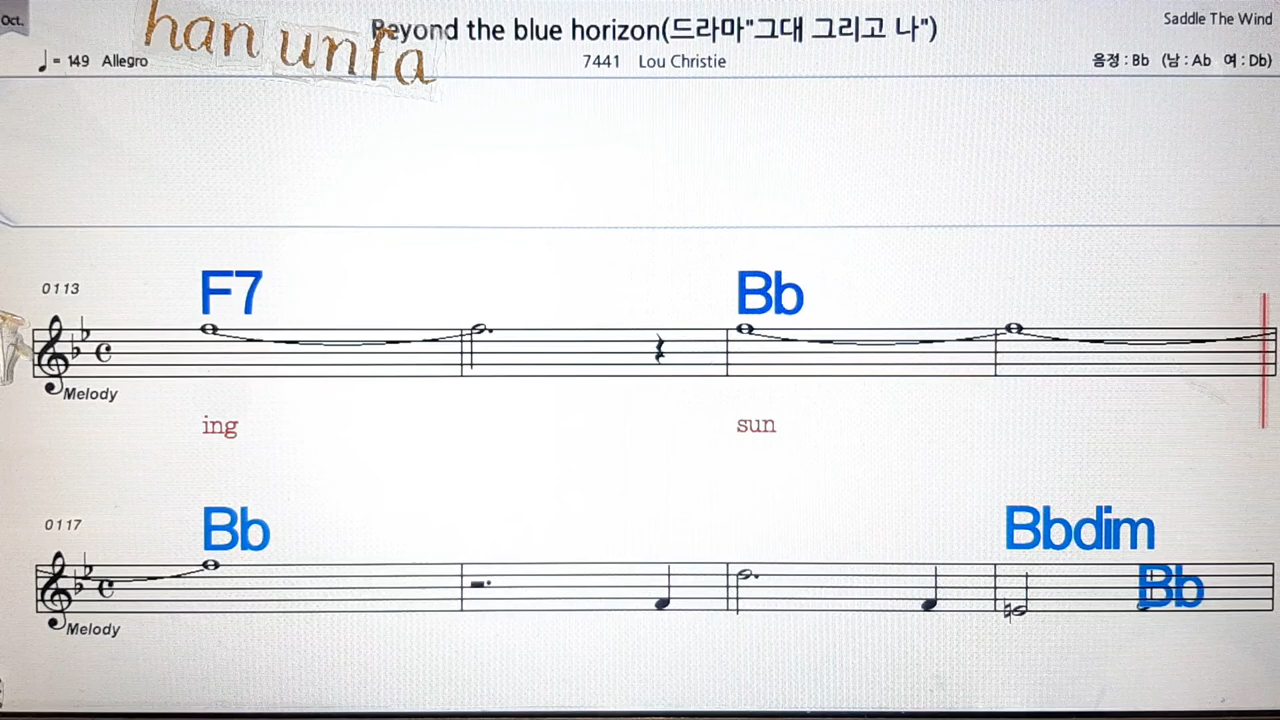 Oct.
han unfa
Beyond the blue horizon(드라마"그대 그리고 나")
Saddle The Wind
= 149 Allegro
7441 Lou Christie
음정 : Bb (남 : Ab 여 : Db)
0113
F7
Bb
Melody
ing
sun
0117
Bb
Bbdim
Bb
Melody